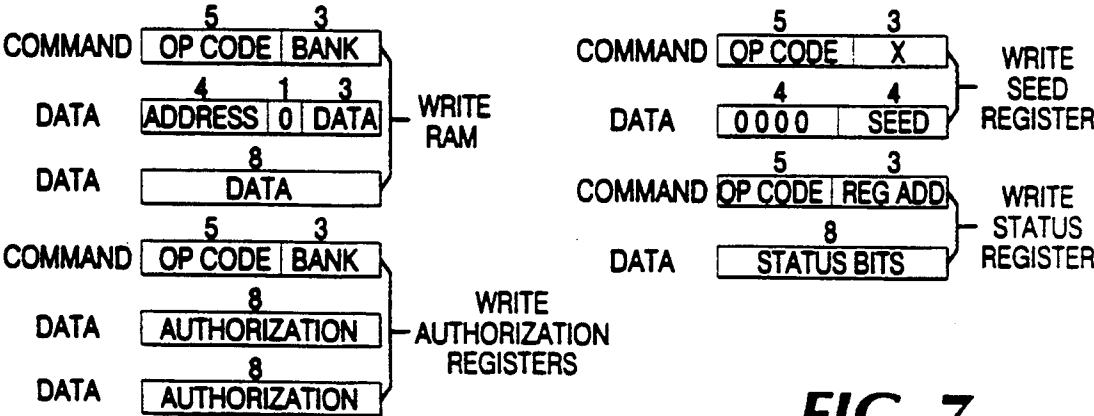 5 3
COMMAND OP CODE BANK
4 1 3
DATA ADDRESS 0 DATA
8
DATA DATA
WRITE
RAM
5 3
COMMAND OP CODE BANK
8
DATA AUTHORIZATION
8
DATA AUTHORIZATION
WRITE
AUTHORIZATION
REGISTERS
5 3
COMMAND OP CODE X
4 4
DATA 0000 SEED
WRITE
SEED
REGISTER
5 3
COMMAND OP CODE REG ADD
8
DATA STATUS BITS
WRITE
STATUS
REGISTER
FIG. 7